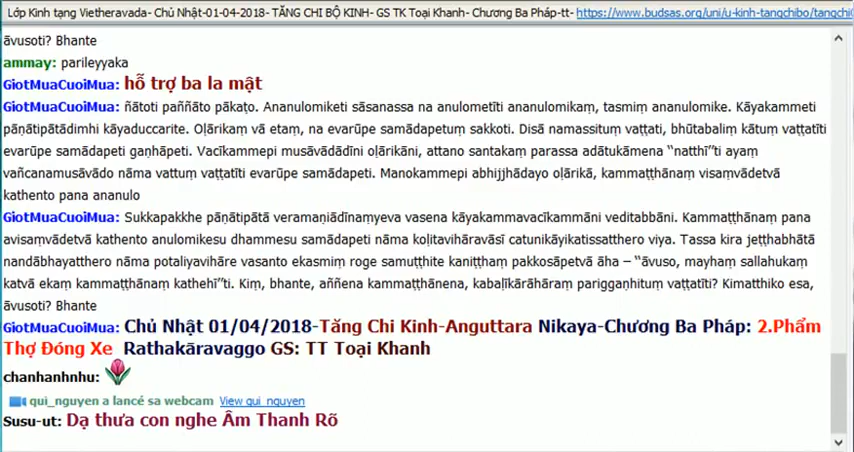 Lớp Kinh tạng Vietheravada- Chủ Nhật-01-04-2018- TĂNG CHI BỘ KINH- GS TK Toại Khanh- Chương Ba Pháp-tt- https://www.budsas.org/uni/u-kinh-tangchibo/tangchi0
āvusoti? Bhante
ammay: parileyyaka
GiotMuaCuoiMua: hỗ trợ ba la mật
GiotMuaCuoiMua: ñātoti paññāto pākaṭo. Ananulomiketi sāsanassa na anulometīti ananulomikaṃ, tasmiṃ ananulomike. Kāyakammeti
pāṇātipātādimhi kāyaduccarite. Oḷārikaṃ vā etaṃ, na evarūpe samādapetuṃ sakkoti. Disā namassituṃ vaṭṭati, bhūtabaliṃ kātuṃ vaṭṭatīti
evarūpe samādapeti gaṇhāpeti. Vacīkammepi musāvādādīni oḷārikāni, attano santakaṃ parassa adātukāmena “natthī”ti ayaṃ
vañcanamusāvādo nāma vattuṃ vaṭṭatīti evarūpe samādapeti. Manokammepi abhijjhādayo oḷārikā, kammaṭṭhānaṃ visaṃvādetvā
kathento pana ananulo
GiotMuaCuoiMua: Sukkapakkhe pāṇātipātā veramaṇiādīnaṃyeva vasena kāyakammavacīkammāni veditabbāni. Kammaṭṭhānaṃ pana
avisaṃvādetvā kathento anulomikesu dhammesu samādapeti nāma koḷitavihāravāsī catunikāyikatissatthero viya. Tassa kira jeṭṭhabhātā
nandābhayatthero nāma potaliyavihāre vasanto ekasmiṃ roge samuṭṭhite kaniṭṭhaṃ pakkosāpetvā āha – “āvuso, mayhaṃ sallahukaṃ
katvā ekaṃ kammaṭṭhānaṃ kathehī”ti. Kiṃ, bhante, aññena kammaṭṭhānena, kabaḷīkārāhāraṃ pariggaṇhituṃ vaṭṭatīti? Kimatthiko esa,
āvusoti? Bhante
GiotMuaCuoiMua: Chủ Nhật 01/04/2018-Tăng Chi Kinh-Anguttara Nikaya-Chương Ba Pháp: 2.Phẩm
Thợ Đóng Xe Rathakāravaggo GS: TT Toại Khanh
chanhanhnhu:
qui_nguyen a lancé sa webcam View qui_nguyen
Susu-ut: Dạ thưa con nghe Âm Thanh Rõ